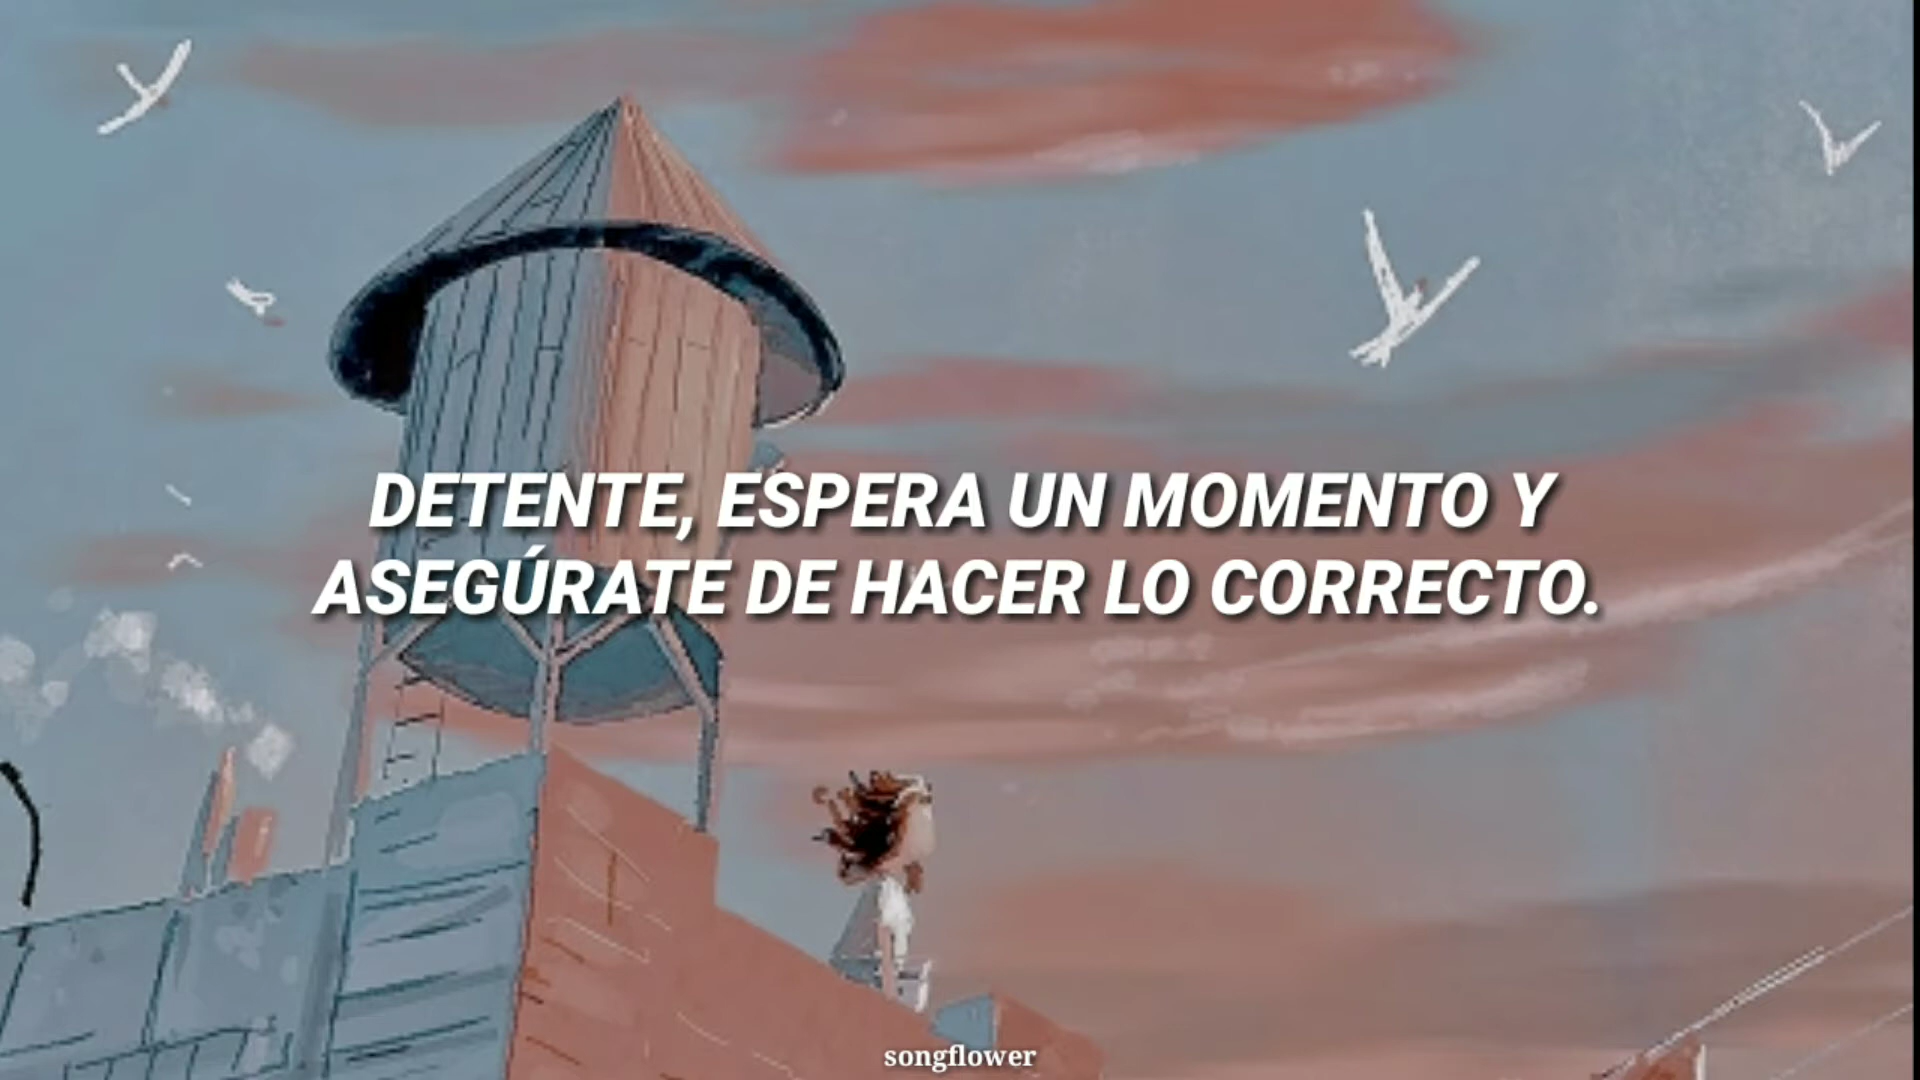 DETENTE, ESPERA UN MOMENTO Y
ASEGÚRATE DE HACER LO CORRECTO.
songflower